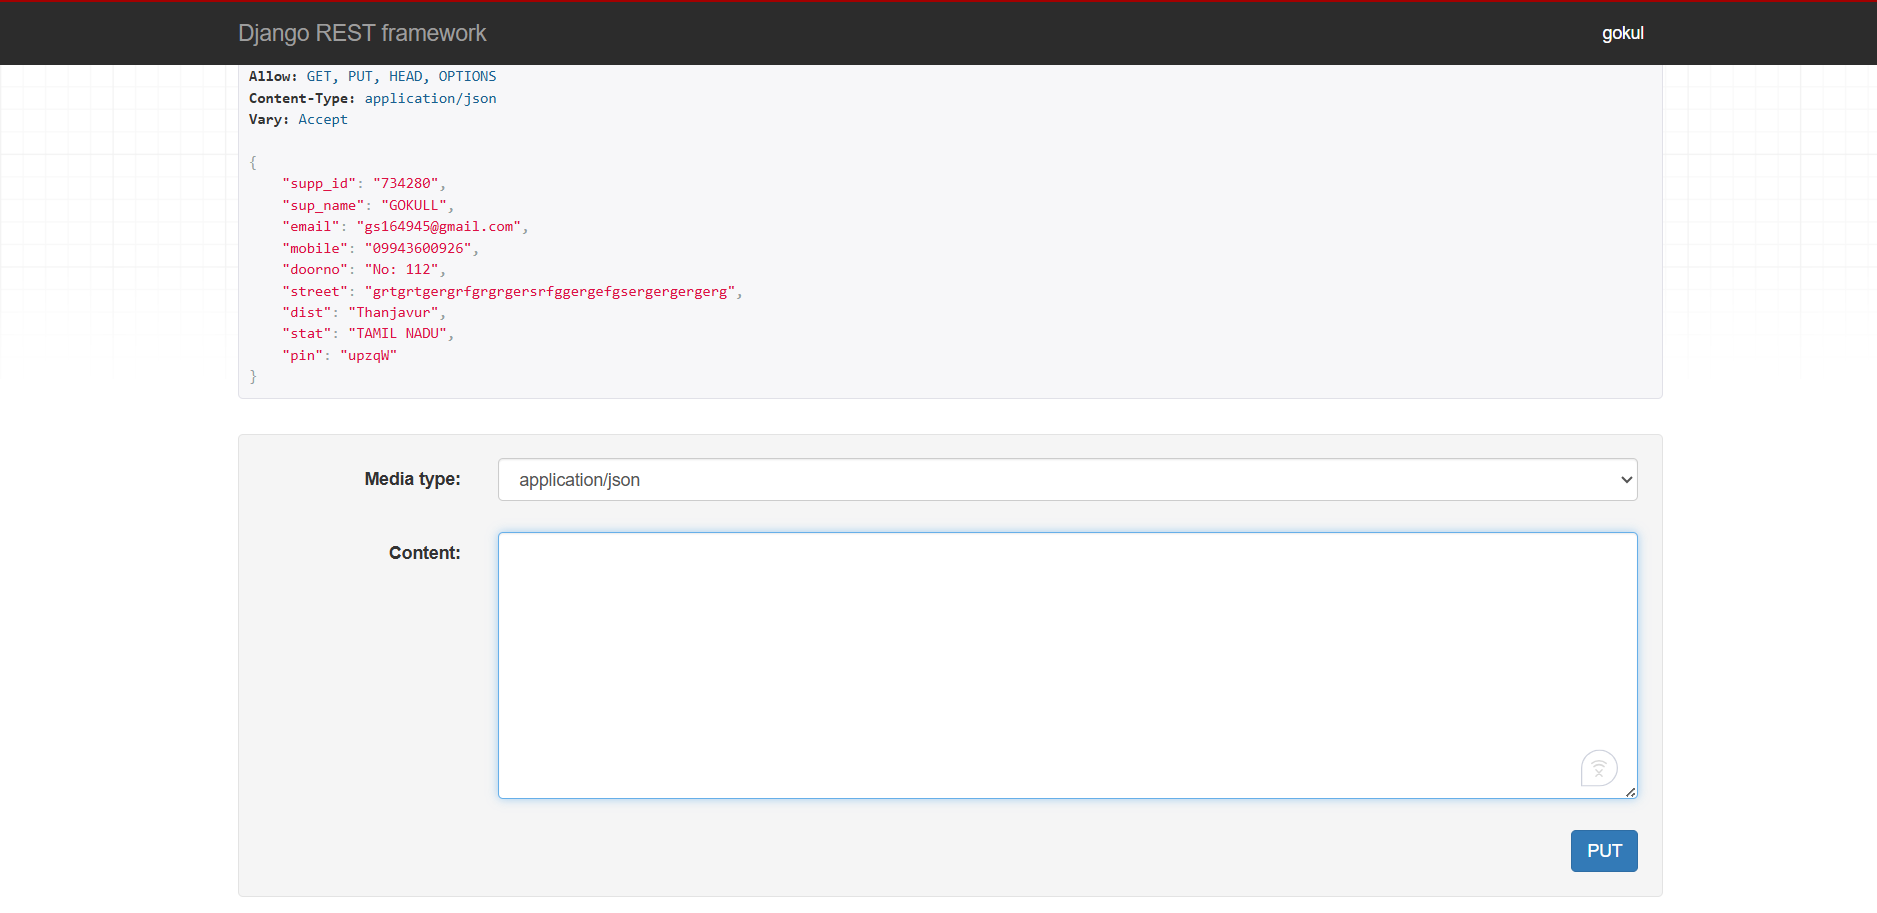 Django REST framework
gokul
Allow: GET, PUT, HEAD, OPTIONS
Content-Type: application/json
Vary: Accept
{
    "supp_id": "734280",
    "sup_name": "GOKULL",
    "email": "gs164945@gmail.com",
    "mobile": "09943600926",
    "doorno": "No: 112",
    "street": "grtgrtgergrfgrgrgersrfggergefgsergergergerg",
    "dist": "Thanjavur",
    "stat": "TAMIL NADU",
    "pin": "upzqW"
}
Media type:
application/json
Content:
PUT